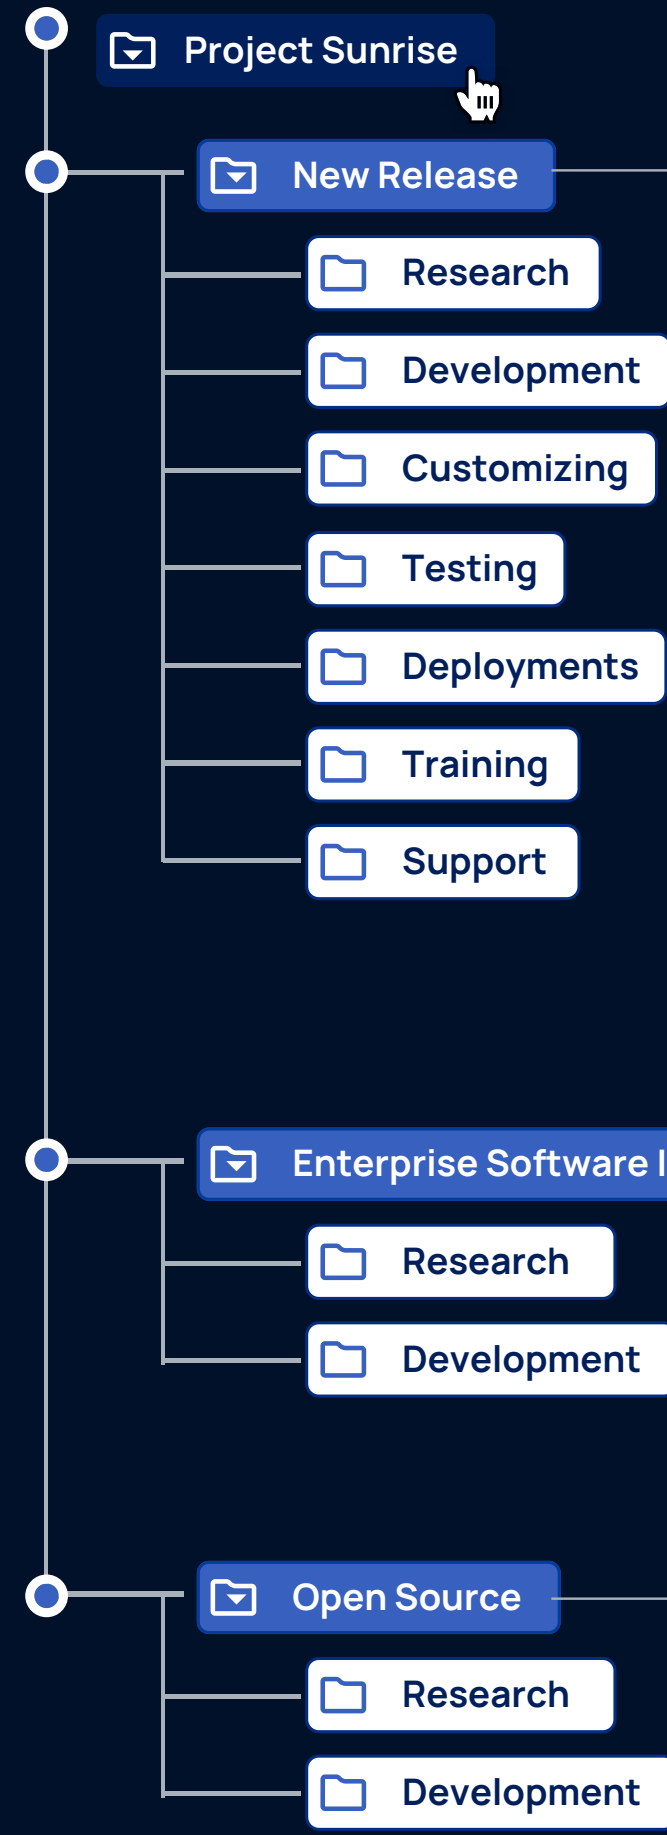 Project Sunrise
New Release
Research
Development
Customizing
Testing
Deployments
Training
Support
Enterprise Software
Research
Development
Open Source
Research
Development